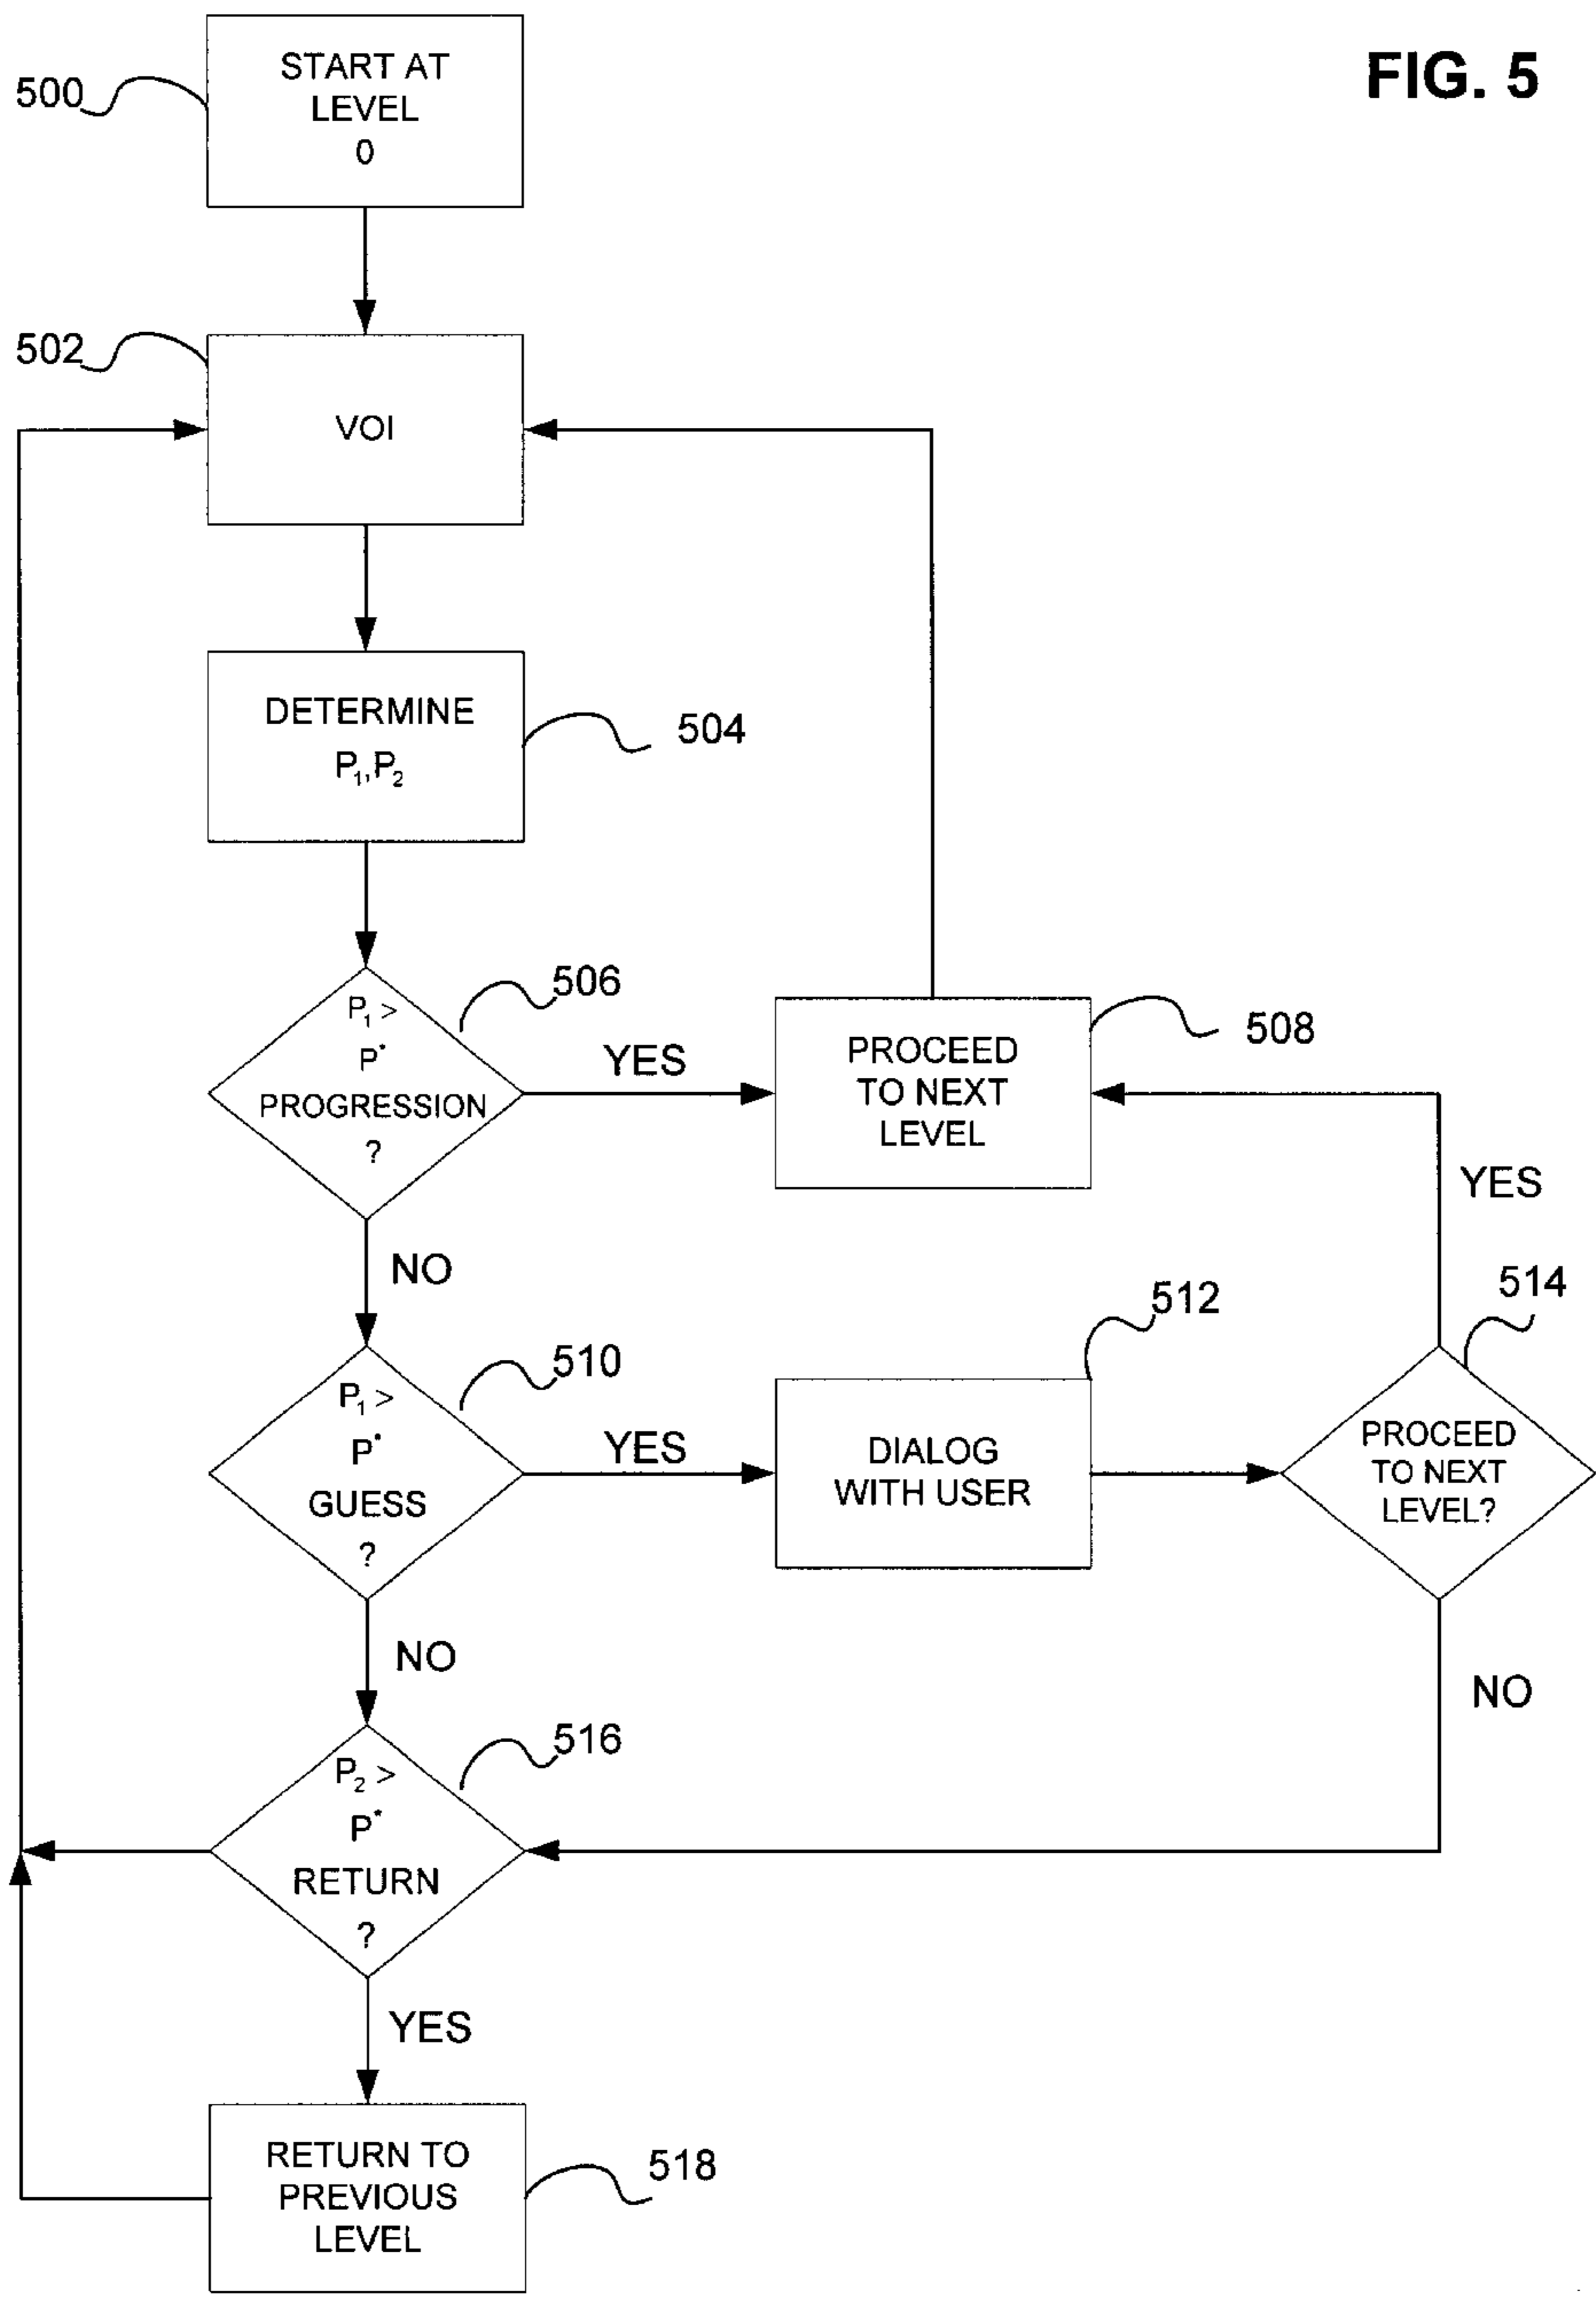 FIG. 5
500
START AT
LEVEL
0
502
VOI
DETERMINE
P₁,P₂
504
506
P₁ >
P*
PROGRESSION
?
YES
PROCEED
TO NEXT
LEVEL
508
YES
NO
510
P₁ >
P*
GUESS
?
YES
512
DIALOG
WITH USER
514
PROCEED
TO NEXT
LEVEL?
NO
NO
516
P₂ >
P*
RETURN
?
YES
RETURN TO
PREVIOUS
LEVEL
518